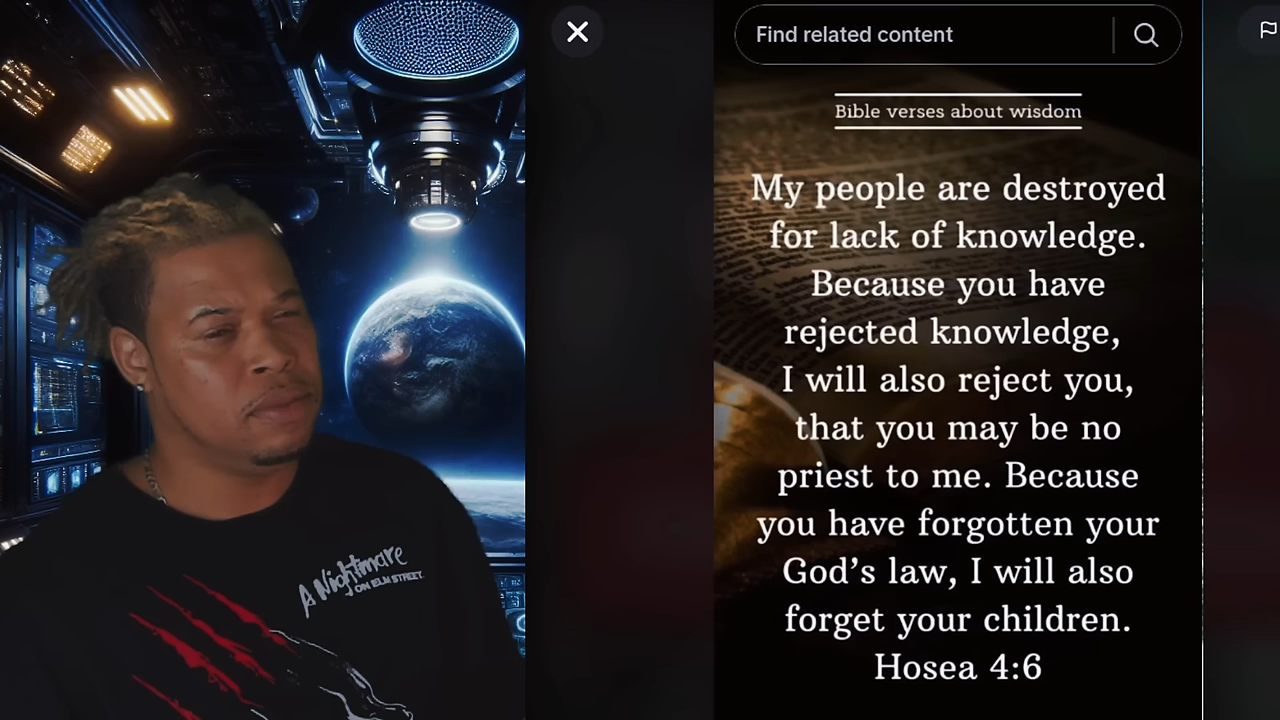 Find related content
Bible verses about wisdom
My people are destroyed
for lack of knowledge.
Because you have
rejected knowledge,
I will also reject you,
that you may be no
priest to me. Because
you have forgotten your
God’s law, I will also
forget your children.
Hosea 4:6
A Nightmare
ON ELM STREET